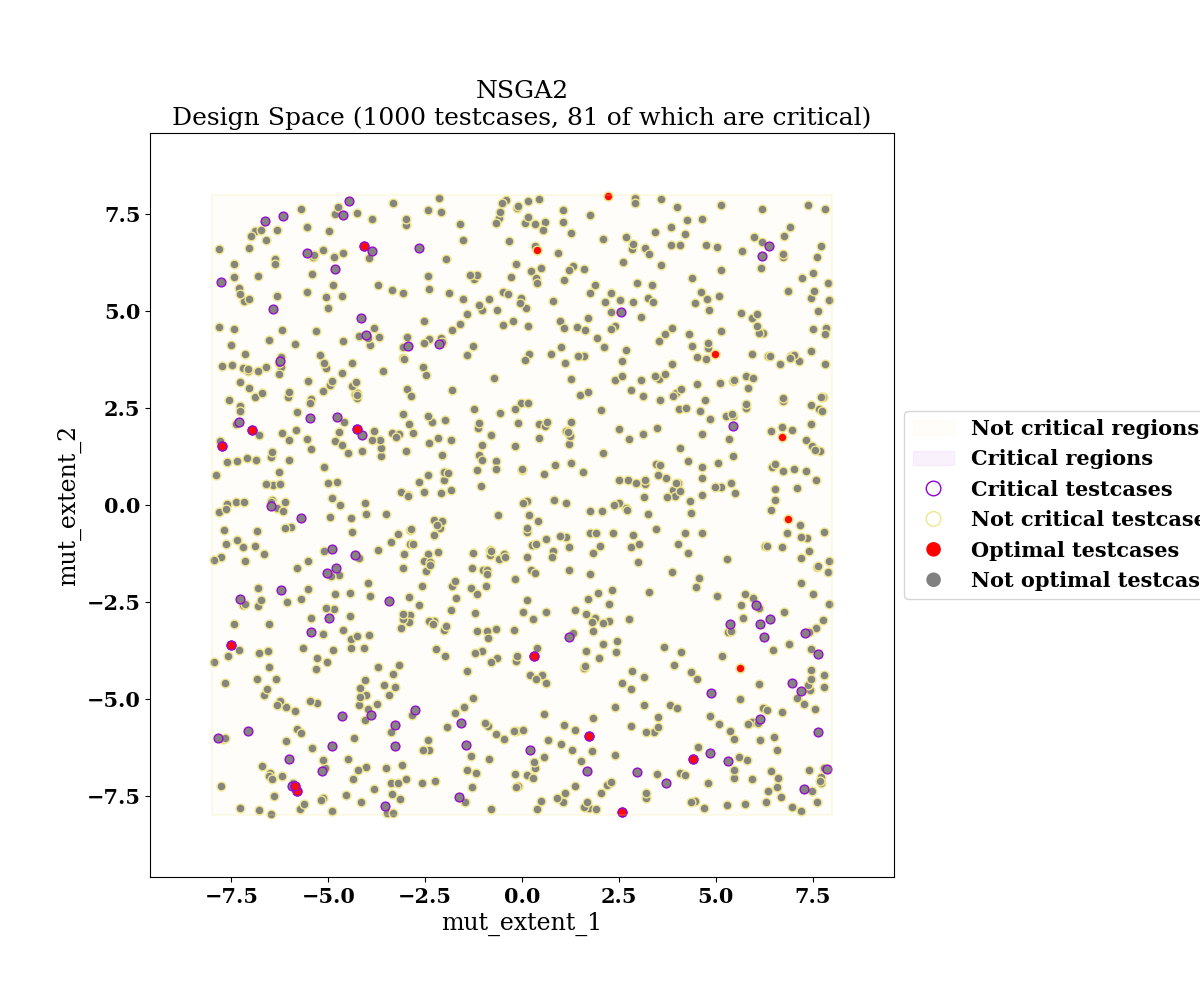 NSGA2
Design Space (1000 testcases, 81 of which are critical)
7.5
5.0
2.5
0.0
−2.5
−5.0
−7.5
mut_extent_2
−7.5 −5.0 −2.5 0.0 2.5 5.0 7.5
mut_extent_1
Not critical regions
Critical regions
Critical testcases
Not critical testcase
Optimal testcases
Not optimal testcas